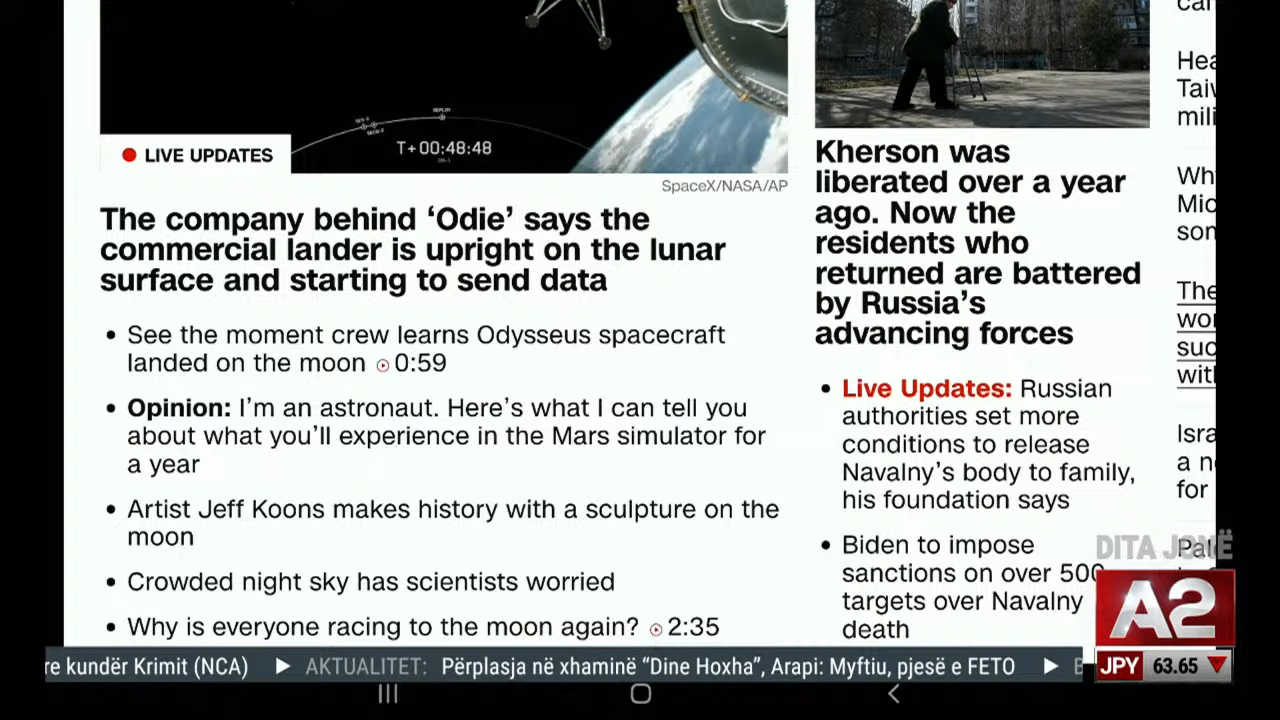 LIVE UPDATES
T+00:48:48
SpaceX/NASA/AP
The company behind ‘Odie’ says the
commercial lander is upright on the lunar
surface and starting to send data
• See the moment crew learns Odysseus spacecraft
landed on the moon 0:59
• Opinion: I’m an astronaut. Here’s what I can tell you
about what you’ll experience in the Mars simulator for
a year
• Artist Jeff Koons makes history with a sculpture on the
moon
• Crowded night sky has scientists worried
• Why is everyone racing to the moon again? 2:35
Kherson was
liberated over a year
ago. Now the
residents who
returned are battered
by Russia’s
advancing forces
• Live Updates: Russian
authorities set more
conditions to release
Navalny’s body to family,
his foundation says
• Biden to impose
sanctions on over 500
targets over Navalny
death
DITA JONË
A2
re kundër Krimit (NCA) ▶ AKTUALITET: Përplasja në xhaminë “Dine Hoxha”, Arapi: Myftiu, pjesë e FETO ▶
JPY 63.65 ▼